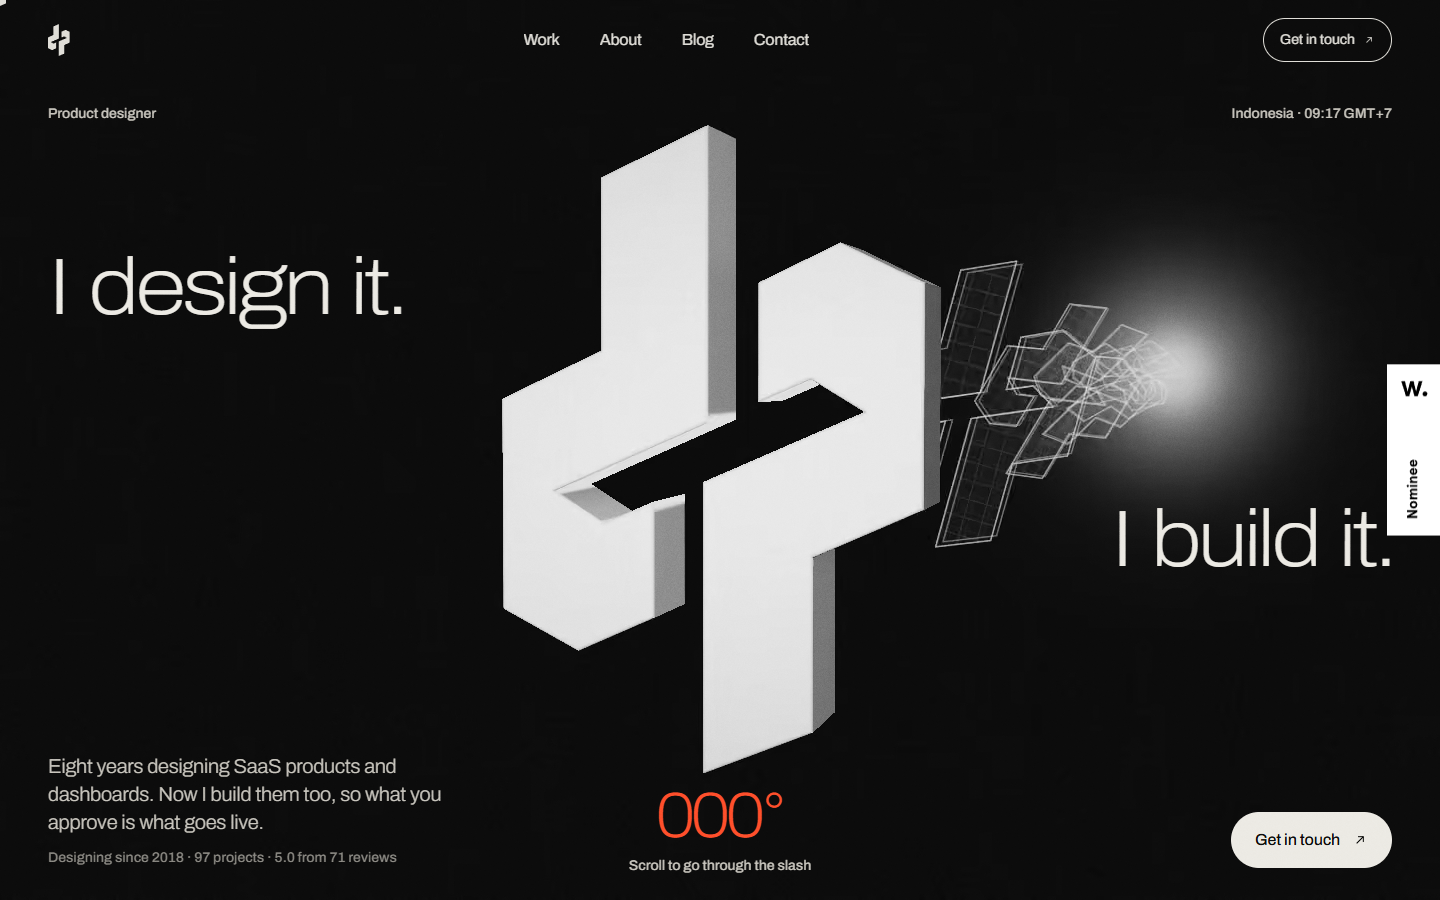 Work
About
Blog
Contact
Get in touch
Product designer
Indonesia · 09:17 GMT+7
I design it.
W.
Nominee
I build it.
Eight years designing SaaS products and
dashboards. Now I build them too, so what you
approve is what goes live.
Designing since 2018 · 97 projects · 5.0 from 71 reviews
000°
Scroll to go through the slash
Get in touch